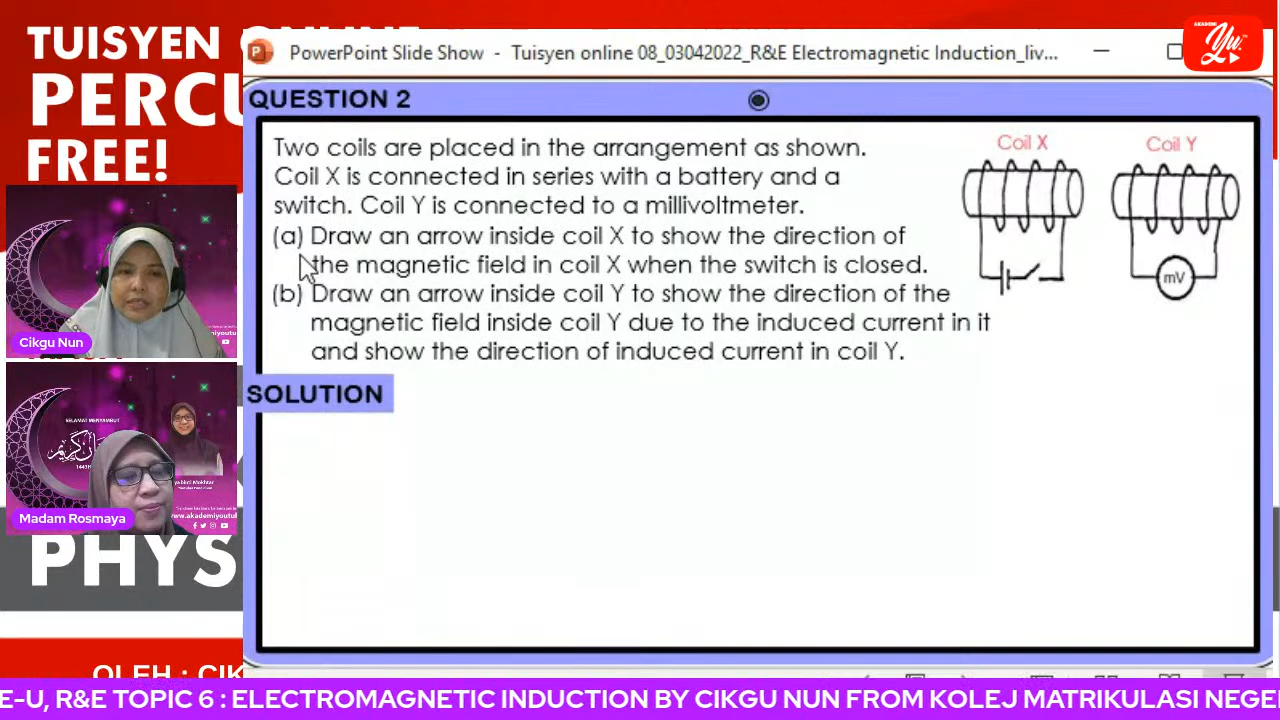 TUISYEN ONLINE
PERCU
FREE!
PowerPoint Slide Show - Tuisyen online 08_03042022_R&E Electromagnetic Induction_liv...
AKADEMI
Yu
QUESTION 2
Two coils are placed in the arrangement as shown.
Coil X is connected in series with a battery and a
switch. Coil Y is connected to a millivoltmeter.
(a) Draw an arrow inside coil X to show the direction of
the magnetic field in coil X when the switch is closed.
(b) Draw an arrow inside coil Y to show the direction of the
magnetic field inside coil Y due to the induced current in it
and show the direction of induced current in coil Y.
Coil X
Coil Y
mV
SOLUTION
Cikgu Nun
SELAMAT MENYAMBUT
Madam Rosmaya
PHYS
OLEH : CIK
E-U, R&E TOPIC 6 : ELECTROMAGNETIC INDUCTION BY CIKGU NUN FROM KOLEJ MATRIKULASI NEGE